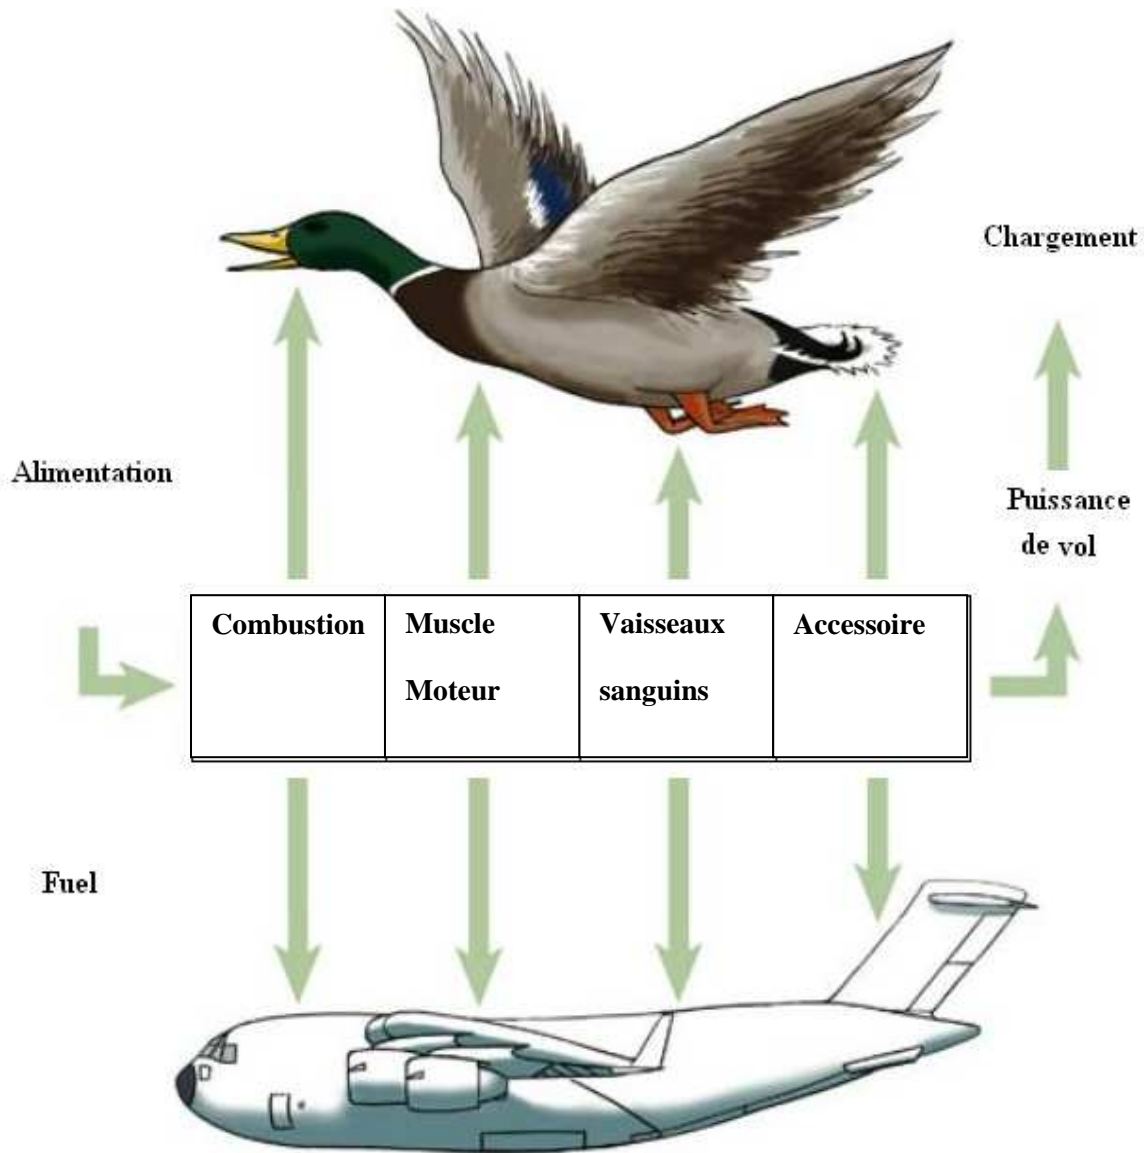 Chargement
Alimentation
Puissance
de vol
Combustion
Muscle
Moteur
Vaisseaux
sanguins
Accessoire
Fuel